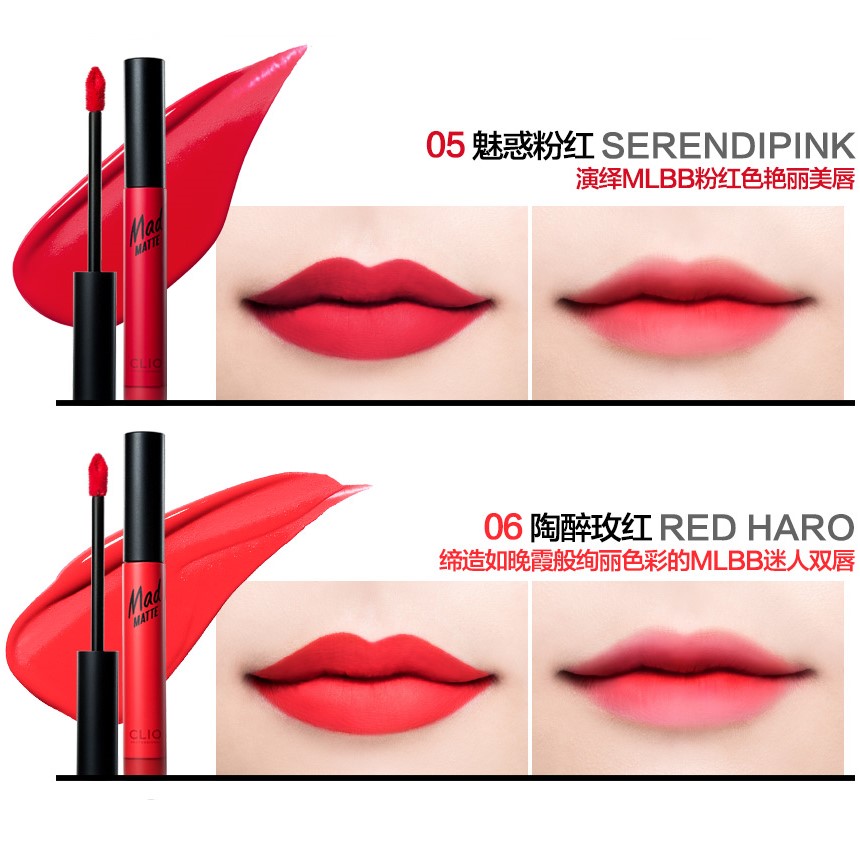 05 魅惑粉红 SERENDIPINK
演绎MLBB粉红色艳丽美唇
Mad
MATTE
CLIO
06 陶醉玫红 RED HARO
缔造如晚霞般绚丽色彩的MLBB迷人双唇
Mad
MATTE
CLIO